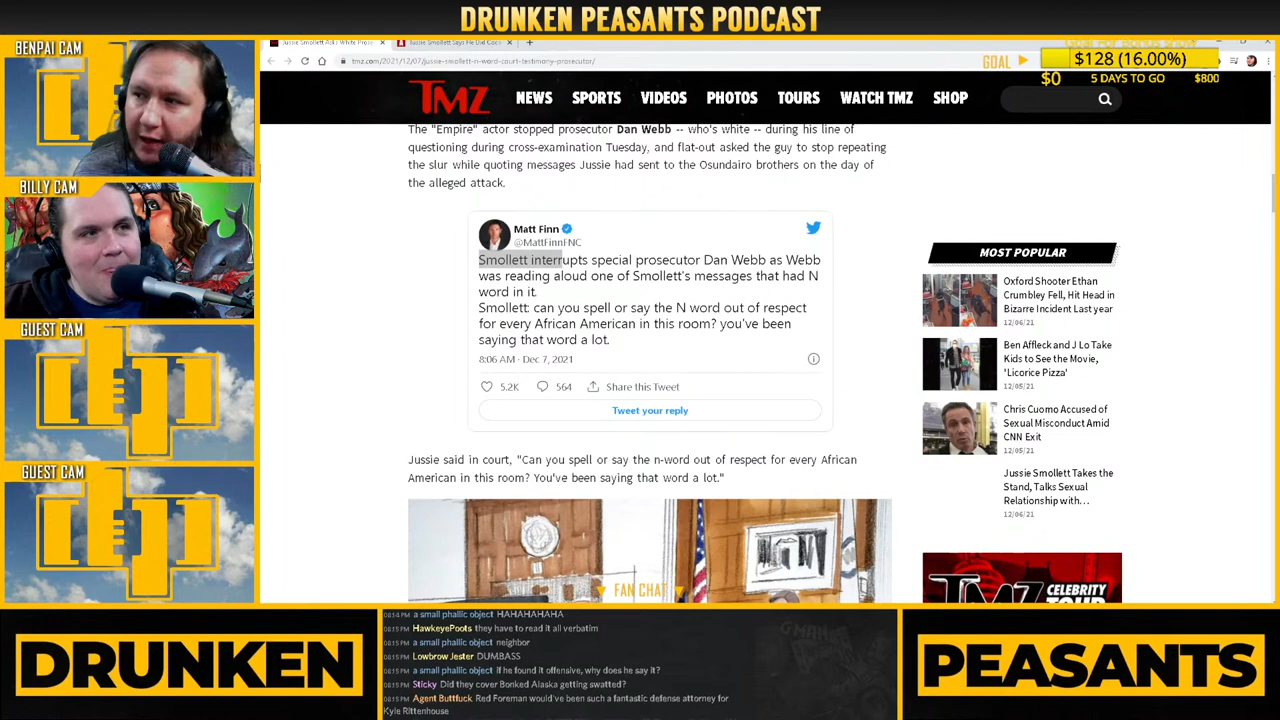 DRUNKEN PEASANTS PODCAST
BENPAI CAM
BILLY CAM
GUEST CAM
GUEST CAM
Jussie Smollett Asks White Prose
Jussie Smollett Says He Did Coc
tmz.com/2021/12/07/jussie-smollett-n-word-court-testimony-prosecutor/
GOAL
$128 (16.00%)
$0
5 DAYS TO GO
$800
TMZ
NEWS
SPORTS
VIDEOS
PHOTOS
TOURS
WATCH TMZ
SHOP
The "Empire" actor stopped prosecutor Dan Webb -- who's white -- during his line of
questioning during cross-examination Tuesday, and flat-out asked the guy to stop repeating
the slur while quoting messages Jussie had sent to the Osundairo brothers on the day of
the alleged attack.
Matt Finn
@MattFinnFNC
Smollett interrupts special prosecutor Dan Webb as Webb
was reading aloud one of Smollett's messages that had N
word in it.
Smollett: can you spell or say the N word out of respect
for every African American in this room? you've been
saying that word a lot.
8:06 AM · Dec 7, 2021
5.2K
564
Share this Tweet
Tweet your reply
Jussie said in court, "Can you spell or say the n-word out of respect for every African
American in this room? You've been saying that word a lot."
MOST POPULAR
Oxford Shooter Ethan
Crumbley Fell, Hit Head in
Bizarre Incident Last year
12/06/21
Ben Affleck and J Lo Take
Kids to See the Movie,
'Licorice Pizza'
12/05/21
Chris Cuomo Accused of
Sexual Misconduct Amid
CNN Exit
12/05/21
Jussie Smollett Takes the
Stand, Talks Sexual
Relationship with...
12/06/21
TMZ CELEBRITY
TOUR
FAN CHAT
08:14 PM a small phallic object HAHAHAHAHA
08:15 PM HawkeyePoots they have to read it all verbatim
08:15 PM a small phallic object neighbor
08:15 PM Lowbrow Jester DUMBASS
08:15 PM a small phallic object if he found it offensive, why does he say it?
08:15 PM Sticky Did they cover Bonked Alaska getting swatted?
08:15 PM Agent Buttfuck Red Foreman would've been such a fantastic defense attorney for
Kyle Rittenhouse
DRUNKEN
PEASANTS